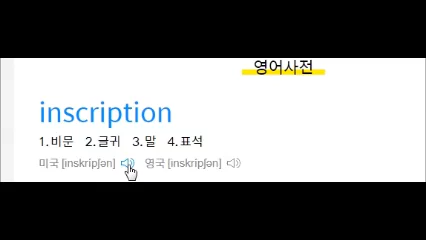 영어사전
inscription
1.비문 2.글귀 3.말 4.표석
미국 [inskrípʃən] 영국 [inskrípʃən]